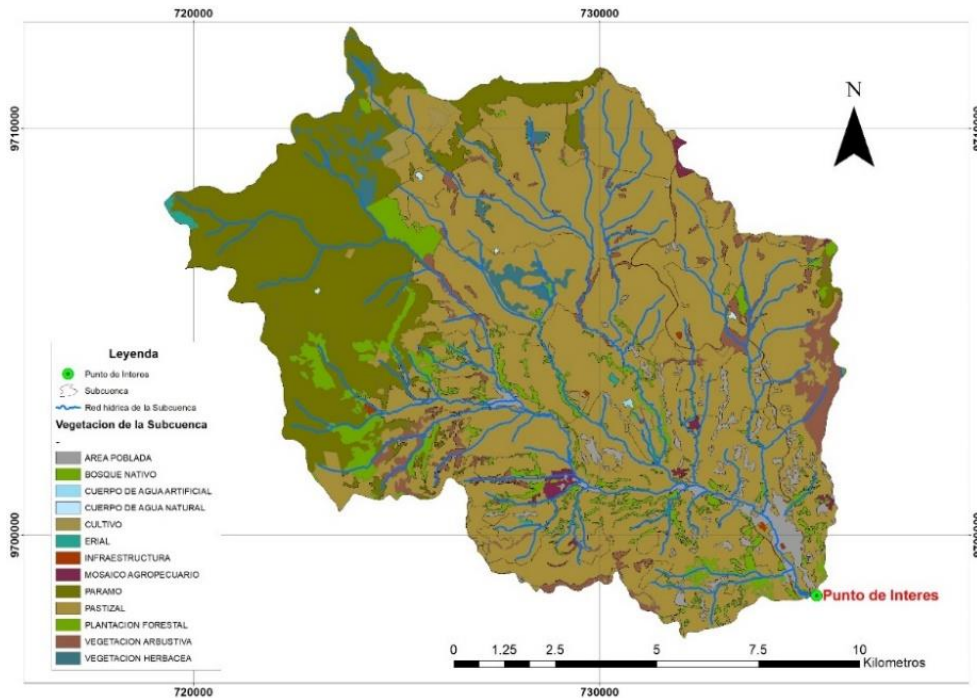 720000 730000
9710000 9710000
N
Leyenda
Punto de Interes
Subcuenca
Red hídrica de la Subcuenca
Vegetacion de la Subcuenca
-
AREA POBLADA
BOSQUE NATIVO
CUERPO DE AGUA ARTIFICIAL
CUERPO DE AGUA NATURAL
CULTIVO
ERIAL
INFRAESTRUCTURA
MOSAICO AGROPECUARIO
PARAMO
PASTIZAL
PLANTACION FORESTAL
VEGETACION ARBUSTIVA
VEGETACION HERBACEA
9700000 9700000
Punto de Interes
0 1.25 2.5 5 7.5 10
Kilometros
720000 730000